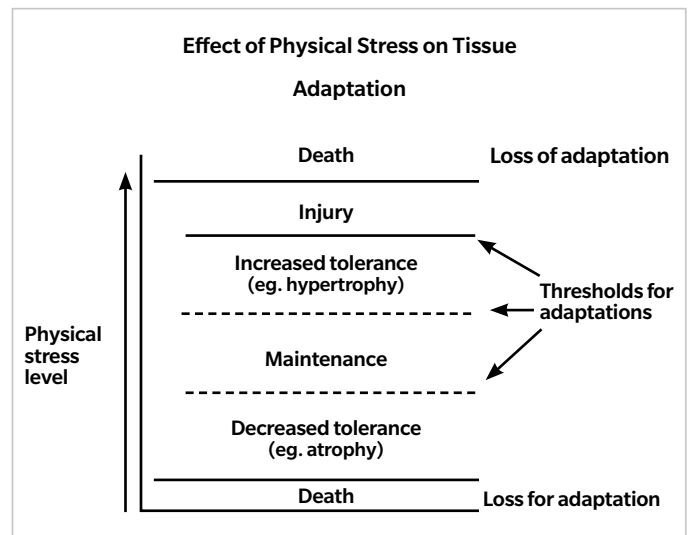 Effect of Physical Stress on Tissue
Adaptation
Death
Loss of adaptation
Injury
Increased tolerance
(eg. hypertrophy)
Thresholds for
adaptations
Physical
stress
level
Maintenance
Decreased tolerance
(eg. atrophy)
Death
Loss for adaptation